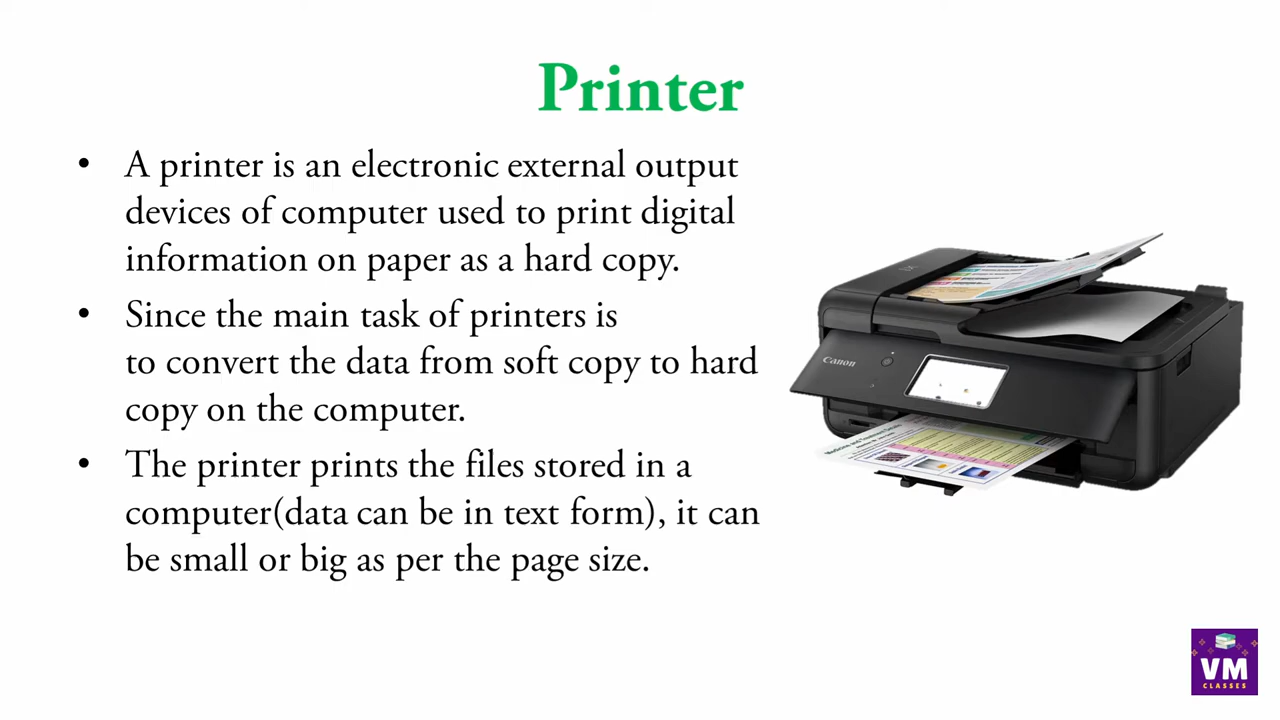 Printer
• A printer is an electronic external output
devices of computer used to print digital
information on paper as a hard copy.
• Since the main task of printers is
to convert the data from soft copy to hard
copy on the computer.
• The printer prints the files stored in a
computer(data can be in text form), it can
be small or big as per the page size.
Canon
VM
CLASSES